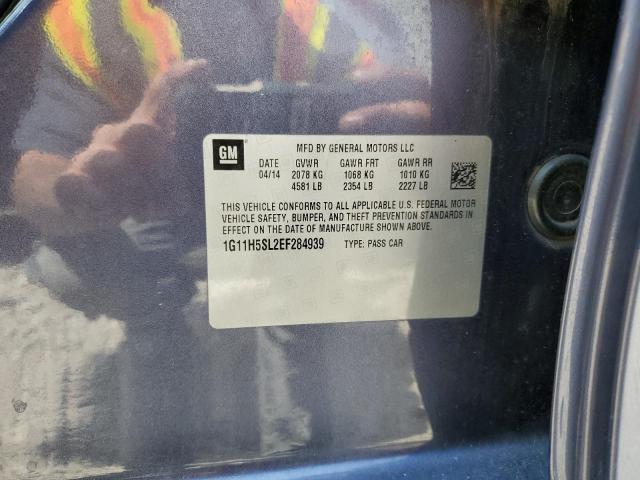 GM
MFD BY GENERAL MOTORS LLC
DATE GVWR GAWR FRT GAWR RR
04/14 2078 KG 1068 KG 1010 KG
4581 LB 2354 LB 2227 LB
THIS VEHICLE CONFORMS TO ALL APPLICABLE U.S. FEDERAL MOTOR
VEHICLE SAFETY, BUMPER, AND THEFT PREVENTION STANDARDS IN
EFFECT ON THE DATE OF MANUFACTURE SHOWN ABOVE.
1G11H5SL2EF284939 TYPE: PASS CAR